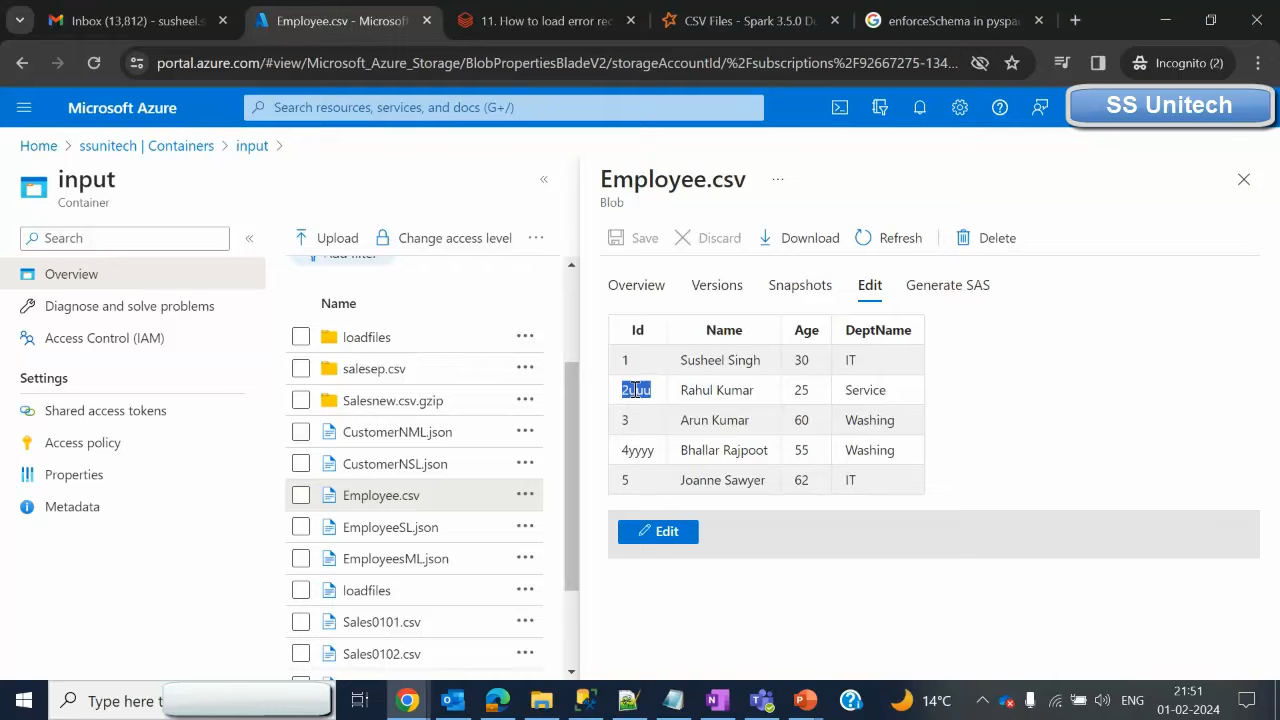 Inbox (13,812) - susheel.s
Employee.csv - Microsof
11. How to load error rec
CSV Files - Spark 3.5.0 Do
enforceSchema in pyspa
portal.azure.com/#view/Microsoft_Azure_Storage/BlobPropertiesBladeV2/storageAccountId/%2Fsubscriptions%2F92667275-134...
Incognito (2)
Microsoft Azure
Search resources, services, and docs (G+/)
SS Unitech
Home > ssunitech | Containers > input >
input
Container
Search
Overview
Diagnose and solve problems
Access Control (IAM)
Settings
Shared access tokens
Access policy
Properties
Metadata
Upload
Change access level
Add filter
Name
loadfiles
salesep.csv
Salesnew.csv.gzip
CustomerNML.json
CustomerNSL.json
Employee.csv
EmployeeSL.json
EmployeesML.json
loadfiles
Sales0101.csv
Sales0102.csv
Employee.csv
Blob
Save
Discard
Download
Refresh
Delete
Overview
Versions
Snapshots
Edit
Generate SAS
Id Name Age DeptName
1 Susheel Singh 30 IT
2uuu Rahul Kumar 25 Service
3 Arun Kumar 60 Washing
4yyyy Bhallar Rajpoot 55 Washing
5 Joanne Sawyer 62 IT
Edit
Type here t
14°C
ENG
21:51
01-02-2024